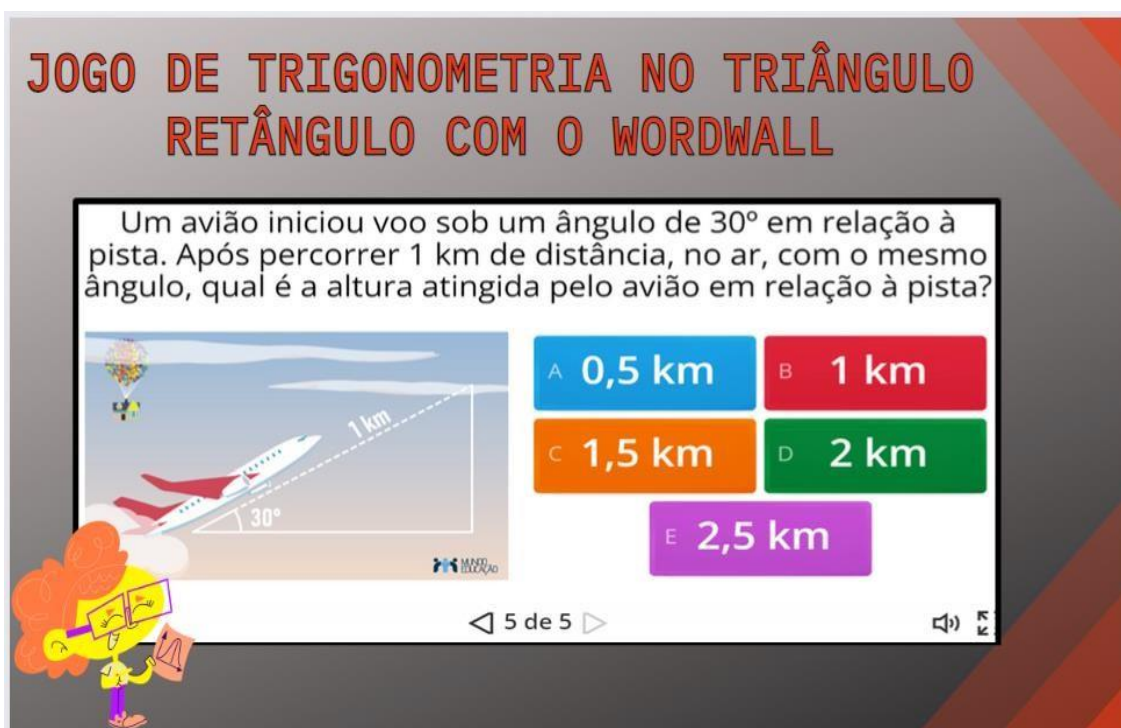 JOGO DE TRIGONOMETRIA NO TRIÂNGULO
RETÂNGULO COM O WORDWALL
Um avião iniciou voo sob um ângulo de 30º em relação à
pista. Após percorrer 1 km de distância, no ar, com o mesmo
ângulo, qual é a altura atingida pelo avião em relação à pista?
1 km
30º
MUNDO
EDUCAÇÃO
A 0,5 km
B 1 km
C 1,5 km
D 2 km
E 2,5 km
5 de 5